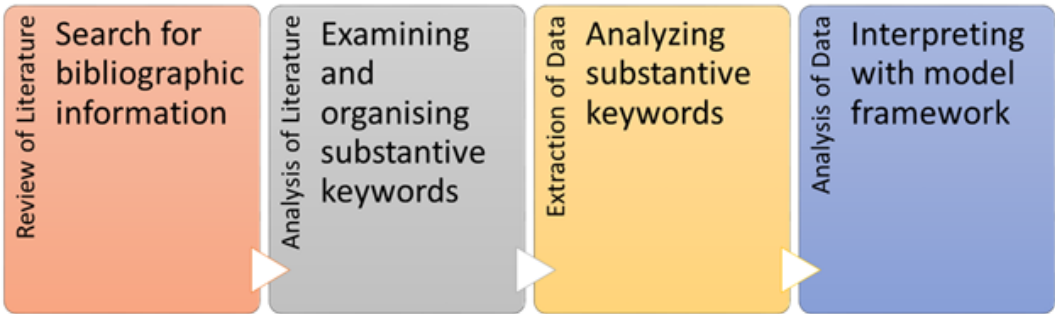 Review of Literature
Search for
bibliographic
information
Analysis of Literature
Examining
and
organising
substantive
keywords
Extraction of Data
Analyzing
substantive
keywords
Analysis of Data
Interpreting
with model
framework